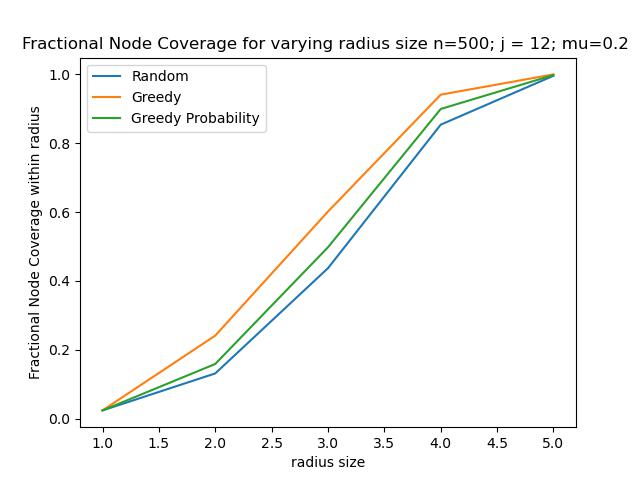 Fractional Node Coverage for varying radius size n=500; j = 12; mu=0.2
Random
Greedy
Greedy Probability
Fractional Node Coverage within radius
1.0
0.8
0.6
0.4
0.2
0.0
1.0 1.5 2.0 2.5 3.0 3.5 4.0 4.5 5.0
radius size